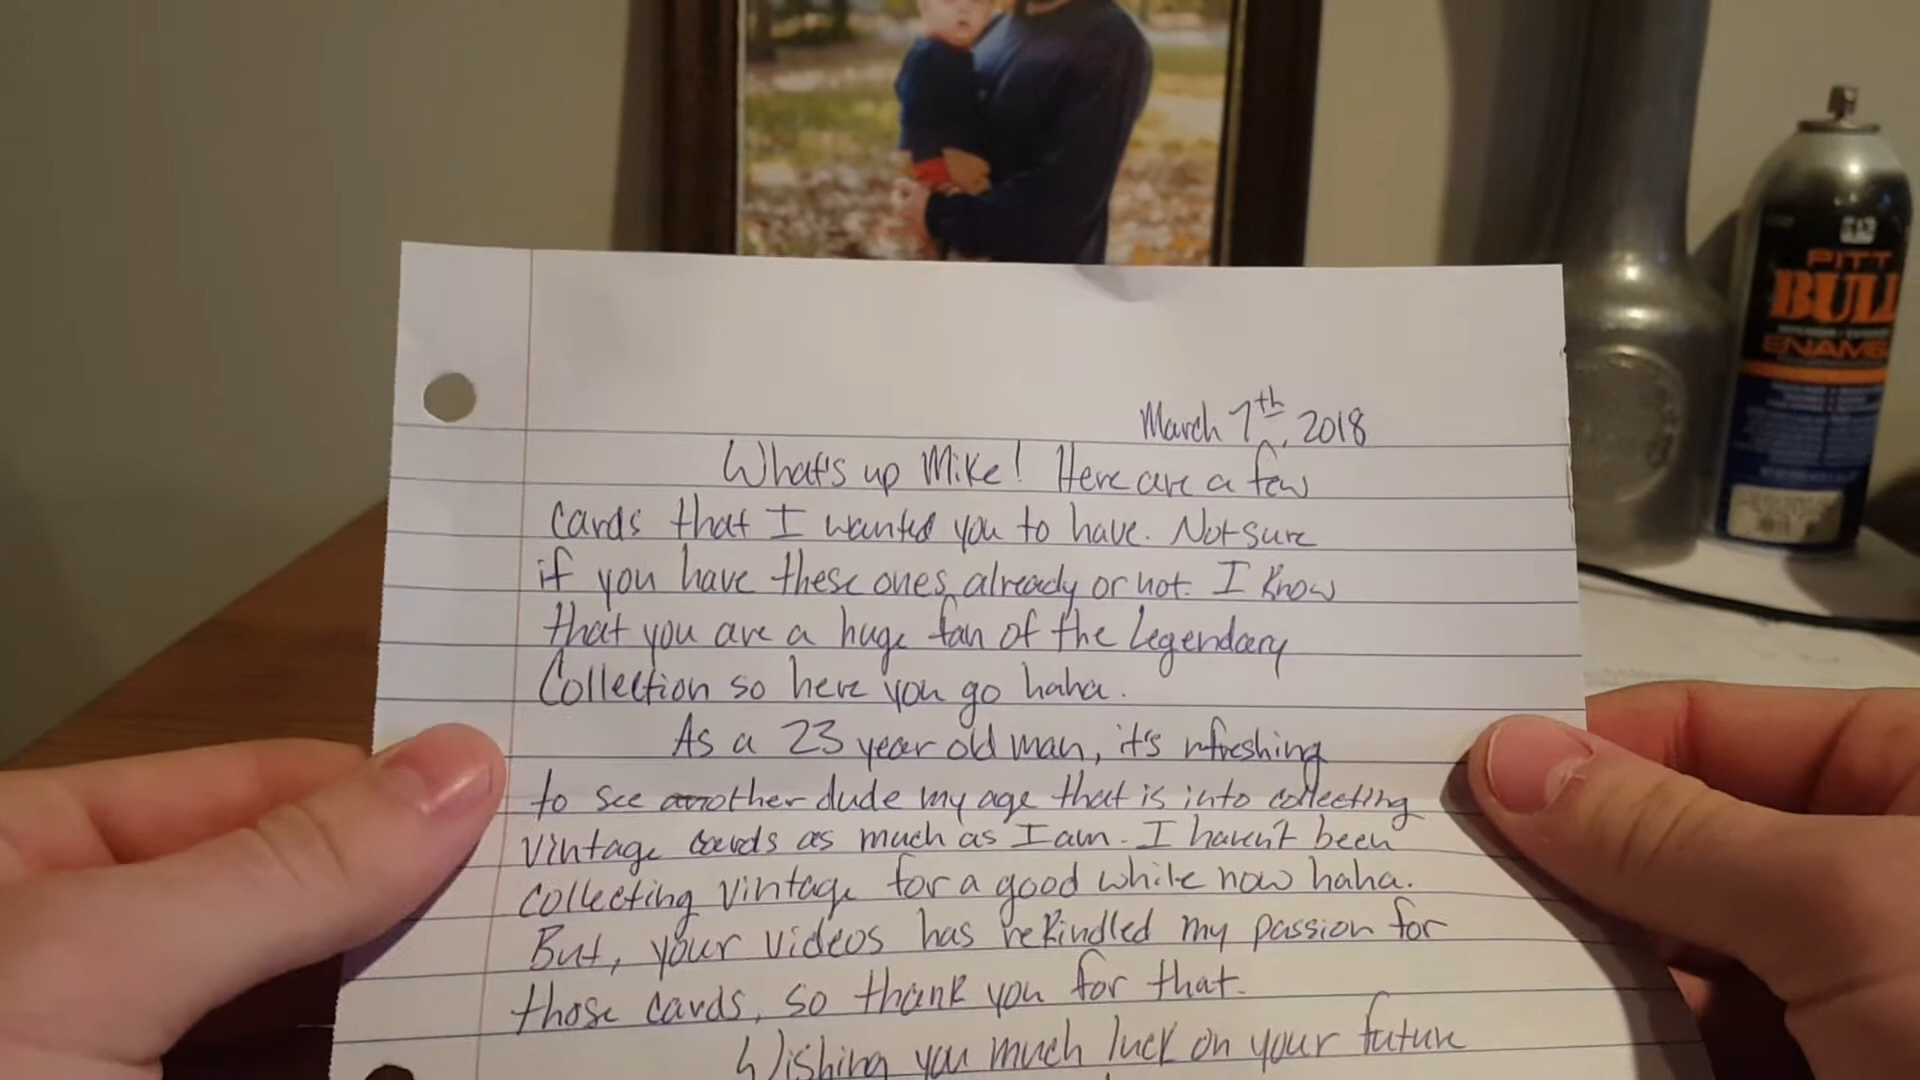 March 7th, 2018
What's up Mike! Here are a few
cards that I wanted you to have. Not sure
if you have these ones already or not. I know
that you are a huge fan of the Legendary
Collection so here you go haha.
As a 23 year old man, it's refreshing
to see another dude my age that is into collecting
vintage cards as much as I am. I haven't been
collecting vintage for a good while now haha.
But, your videos has rekindled my passion for
those cards, so thank you for that.
Wishing you much luck on your future
PITT
BULL
ENAME